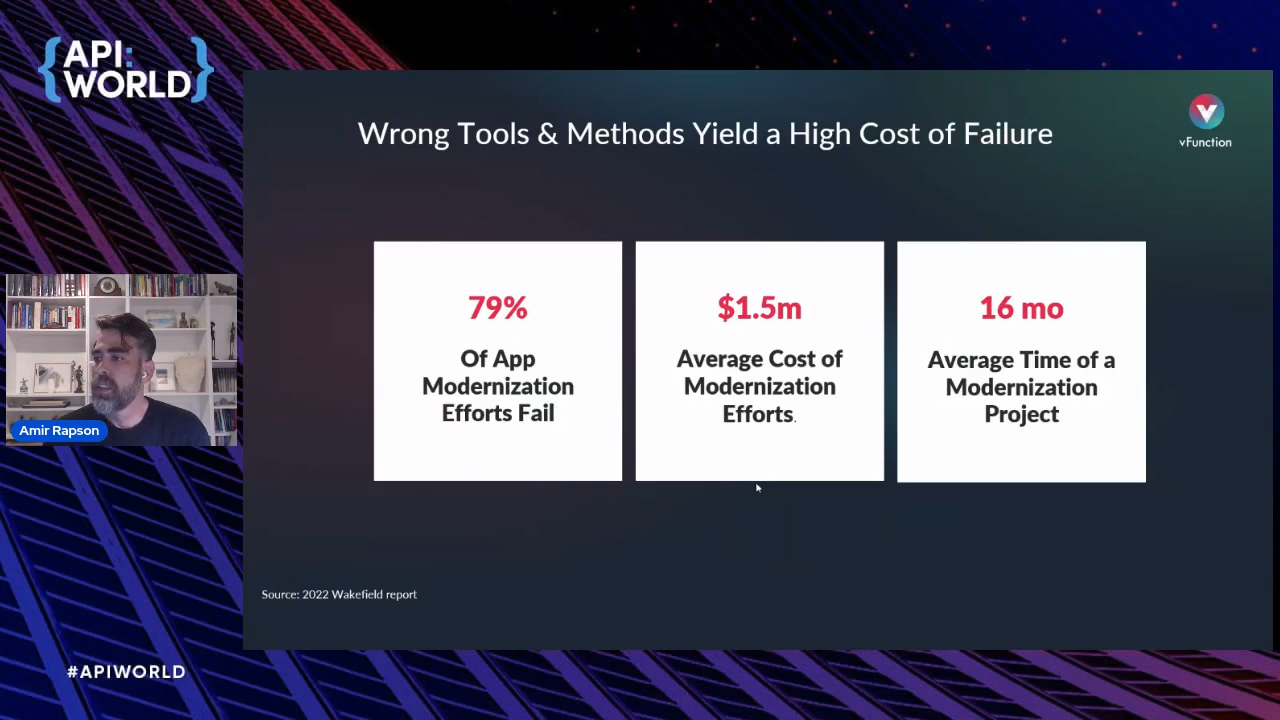 {API:
WORLD}
Wrong Tools & Methods Yield a High Cost of Failure
vFunction
79%
Of App
Modernization
Efforts Fail
$1.5m
Average Cost of
Modernization
Efforts.
16 mo
Average Time of a
Modernization
Project
Amir Rapson
Source: 2022 Wakefield report
#APIWORLD